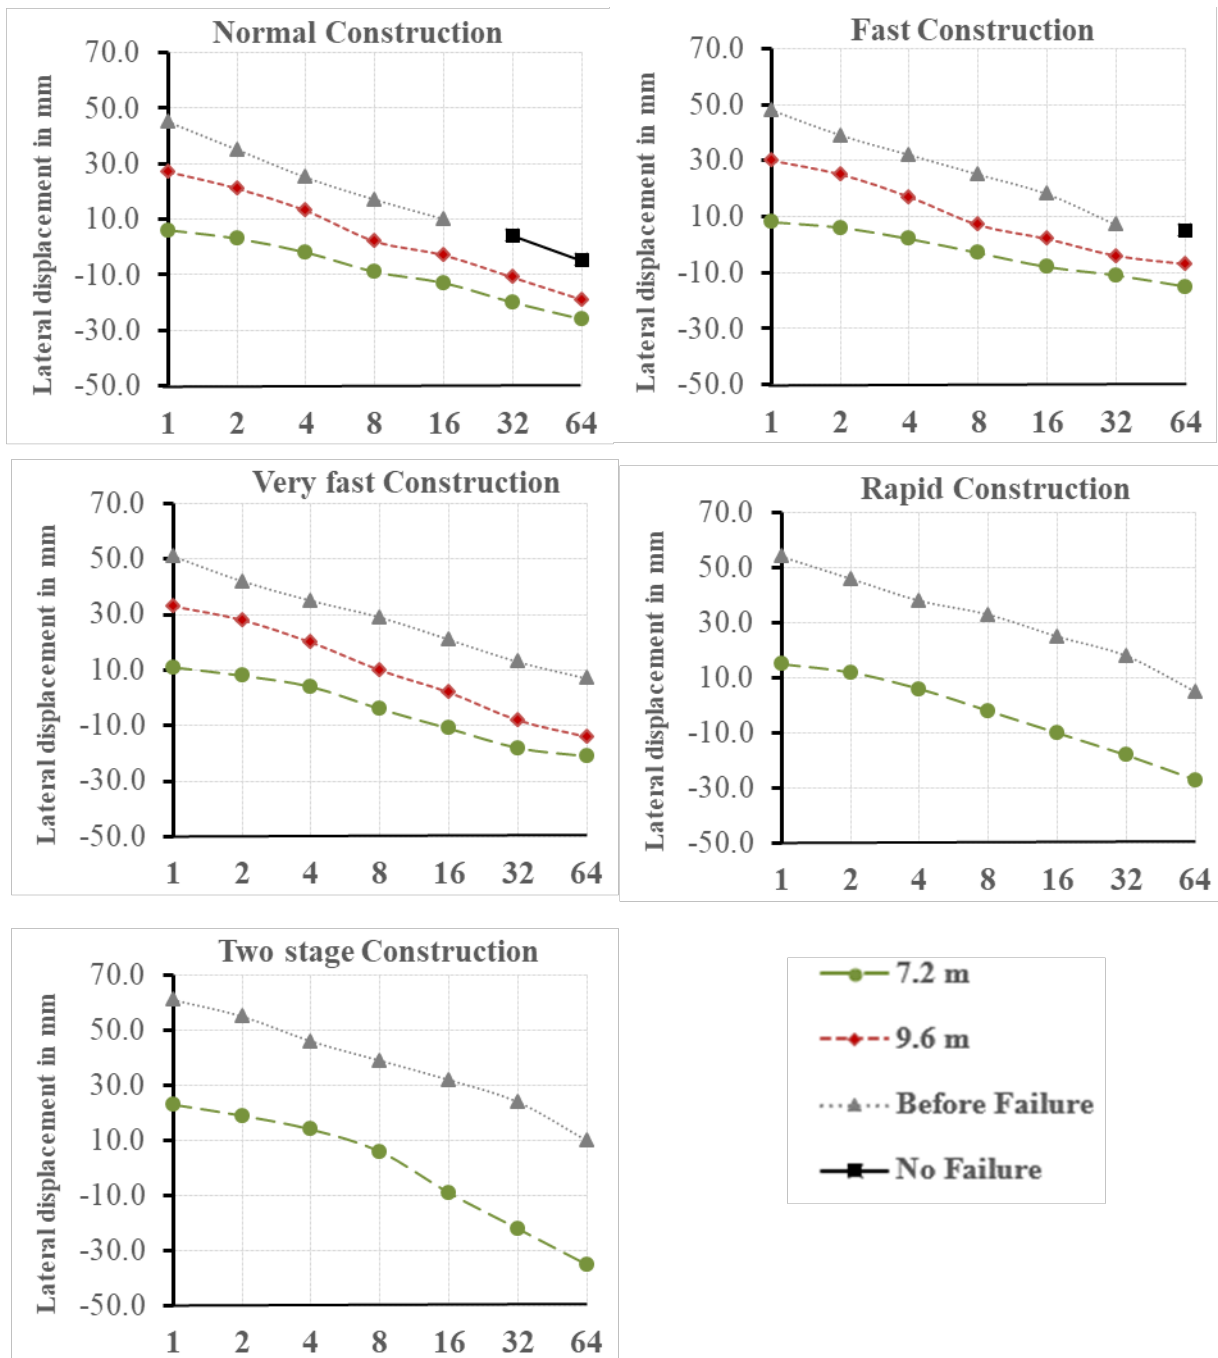 Normal Construction
Lateral displacement in mm
70.0
50.0
30.0
10.0
-10.0
-30.0
-50.0
1 2 4 8 16 32 64
Fast Construction
Lateral displacement in mm
70.0
50.0
30.0
10.0
-10.0
-30.0
-50.0
1 2 4 8 16 32 64
Very fast Construction
Lateral displacement in mm
70.0
50.0
30.0
10.0
-10.0
-30.0
-50.0
1 2 4 8 16 32 64
Rapid Construction
Lateral displacement in mm
70.0
50.0
30.0
10.0
-10.0
-30.0
-50.0
1 2 4 8 16 32 64
Two stage Construction
Lateral displacement in mm
70.0
50.0
30.0
10.0
-10.0
-30.0
-50.0
1 2 4 8 16 32 64
7.2 m
9.6 m
Before Failure
No Failure